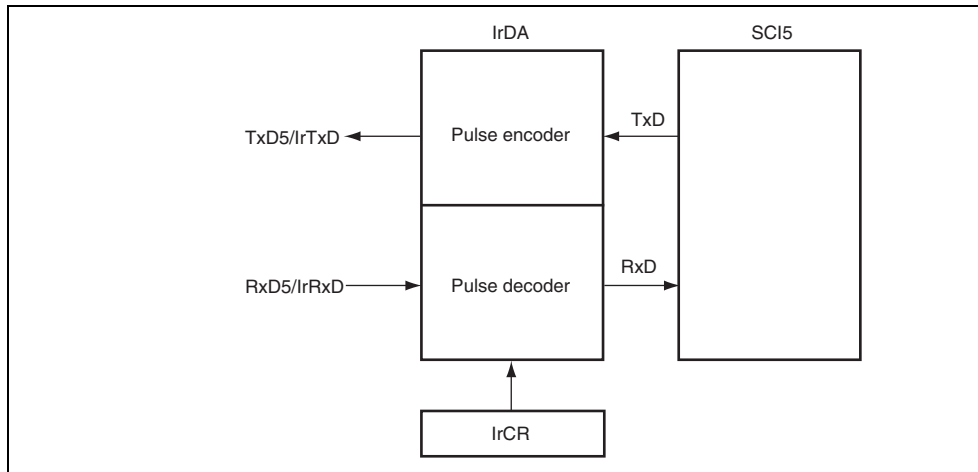 IrDA
SCI5
TxD5/IrTxD
Pulse encoder
TxD
RxD5/IrRxD
Pulse decoder
RxD
IrCR